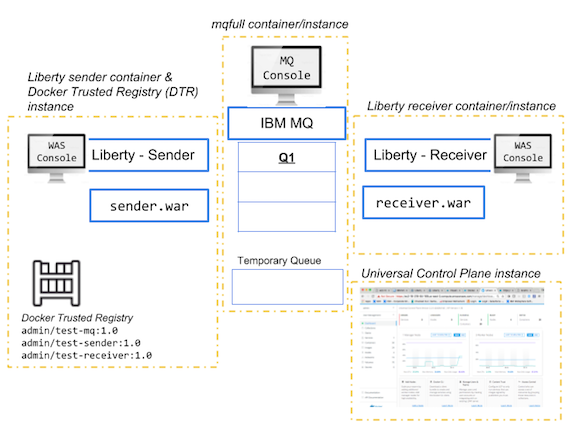 mqfull container/instance
MQ
Console
IBM MQ
Q1
Temporary Queue
Liberty sender container &
Docker Trusted Registry (DTR)
instance
WAS
Console
Liberty - Sender
sender.war
Docker Trusted Registry
admin/test-mq:1.0
admin/test-sender:1.0
admin/test-receiver:1.0
Liberty receiver container/instance
Liberty - Receiver
WAS
Console
receiver.war
Universal Control Plane instance